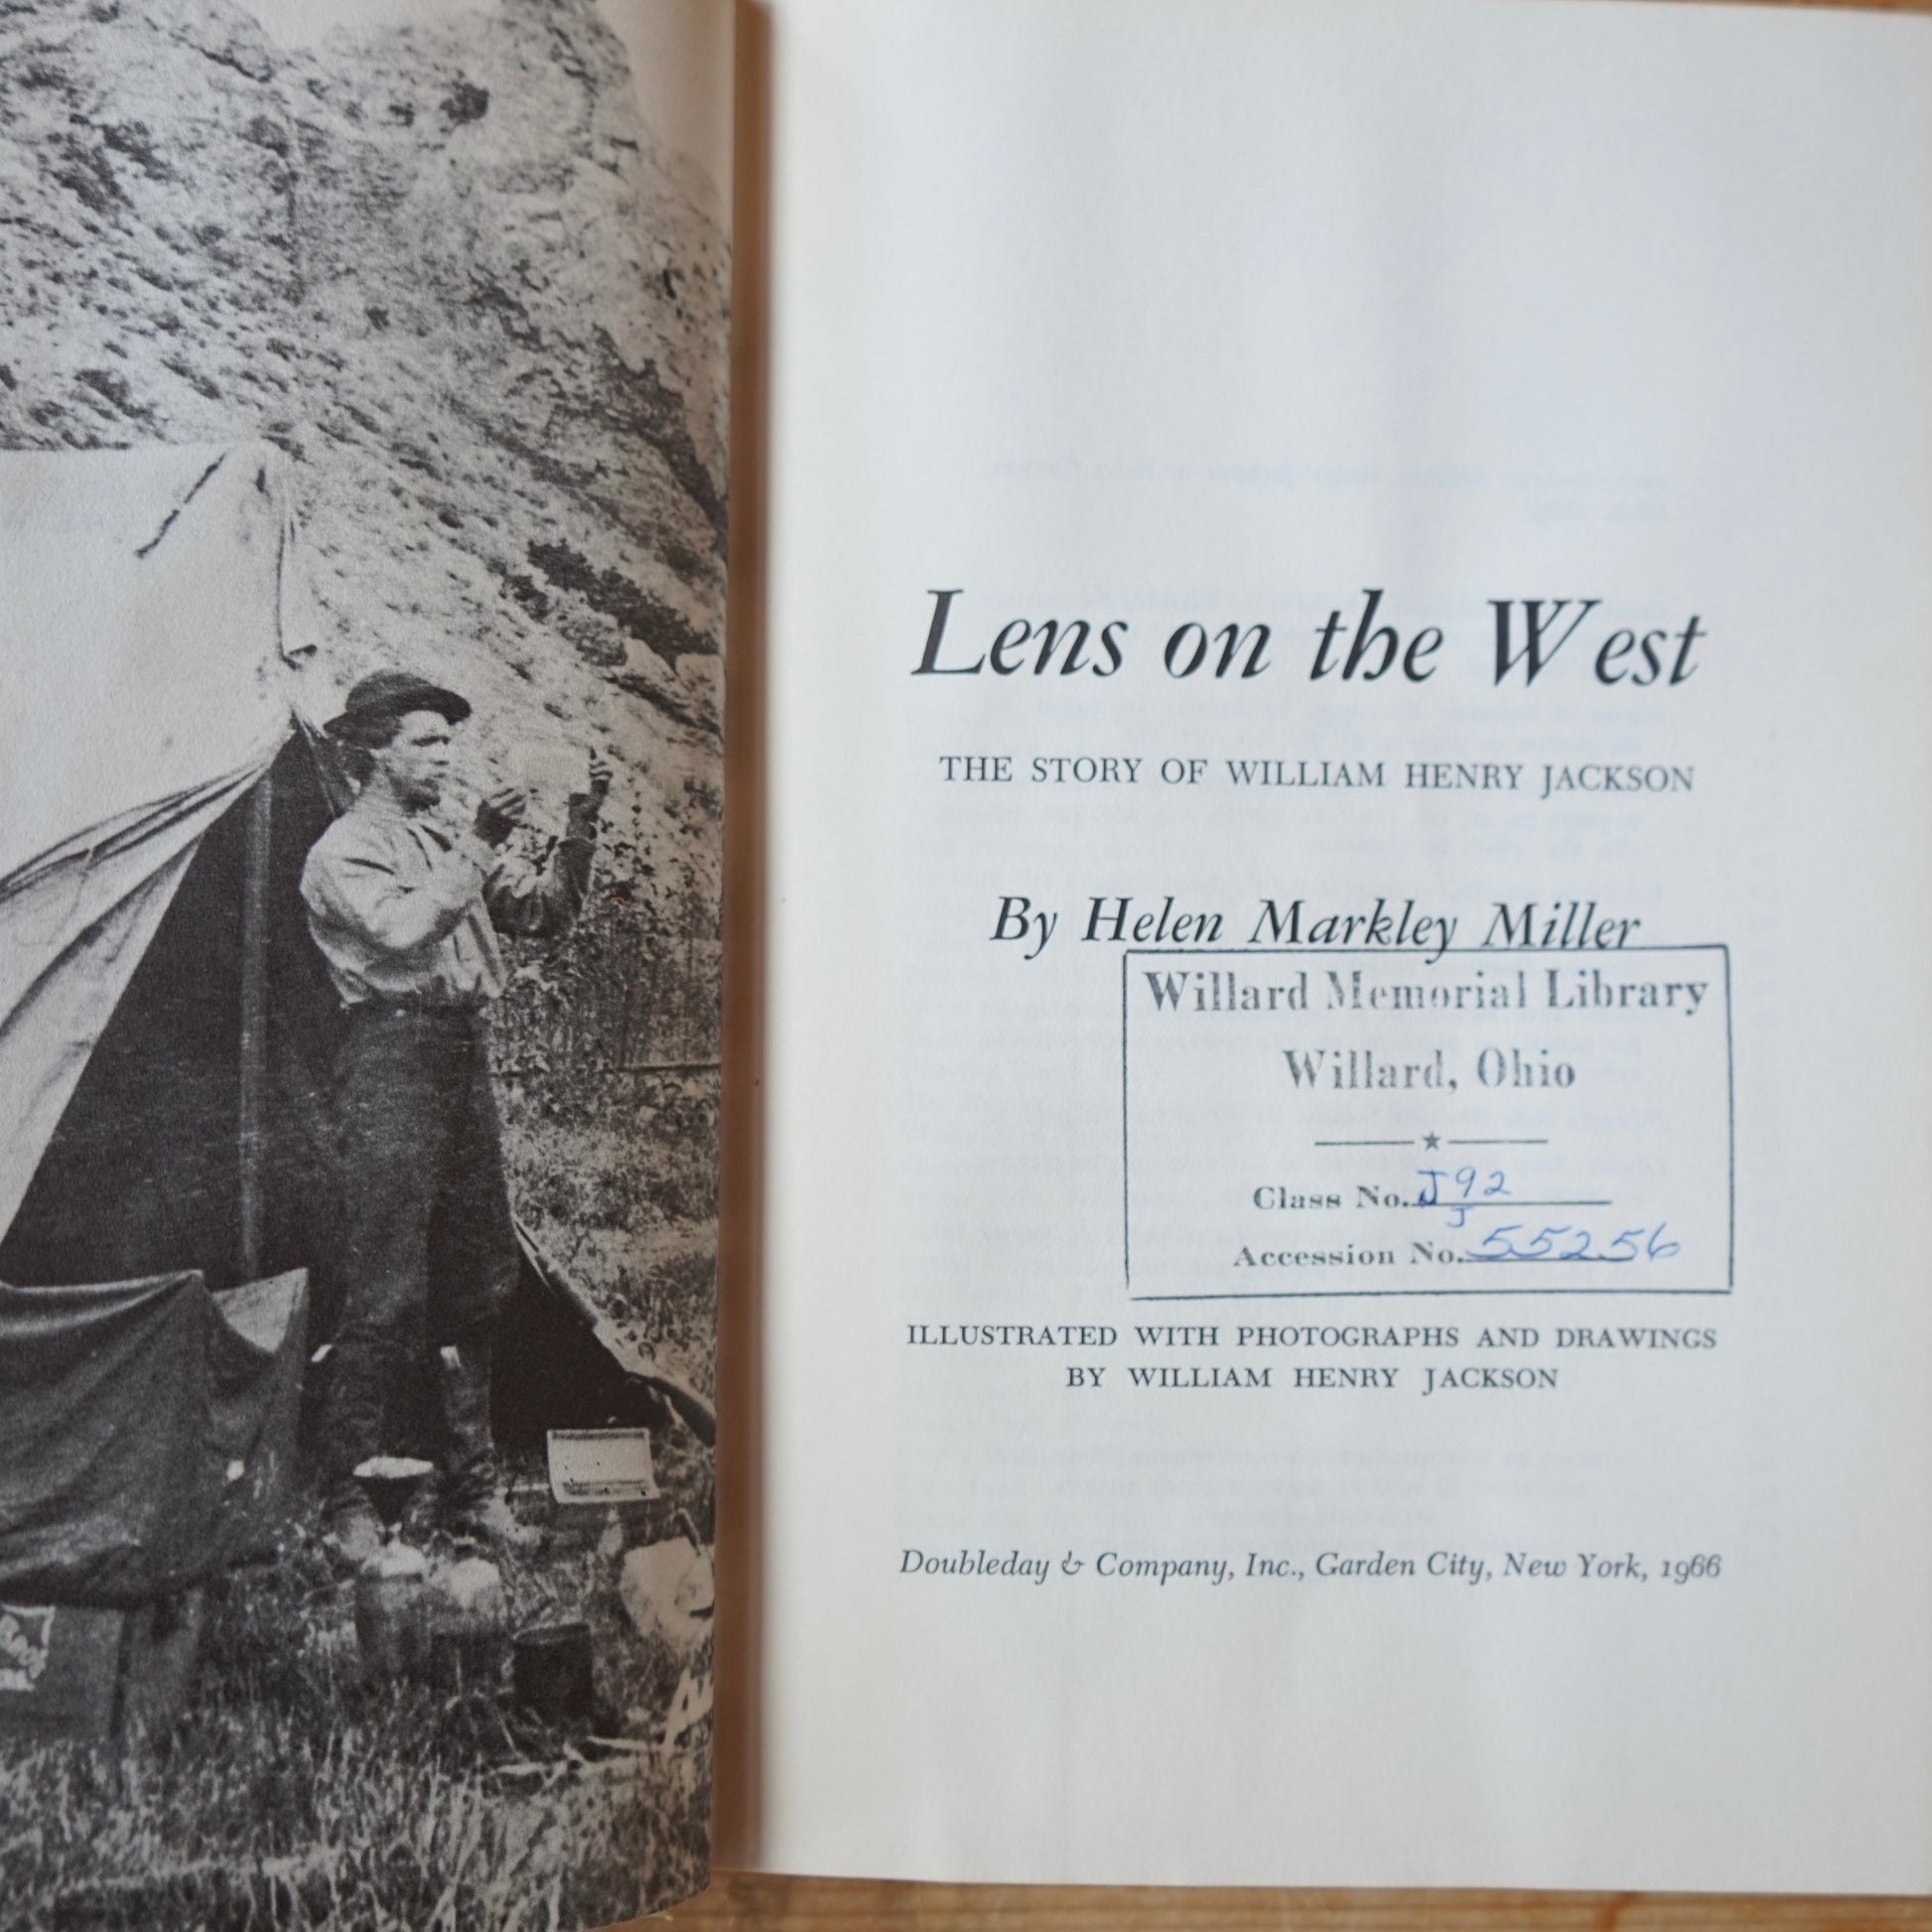 Lens on the West
THE STORY OF WILLIAM HENRY JACKSON
By Helen Markley Miller
Willard Memorial Library
Willard, Ohio
Class No. J92
J
Accession No. 55256
ILLUSTRATED WITH PHOTOGRAPHS AND DRAWINGS
BY WILLIAM HENRY JACKSON
Doubleday & Company, Inc., Garden City, New York, 1966